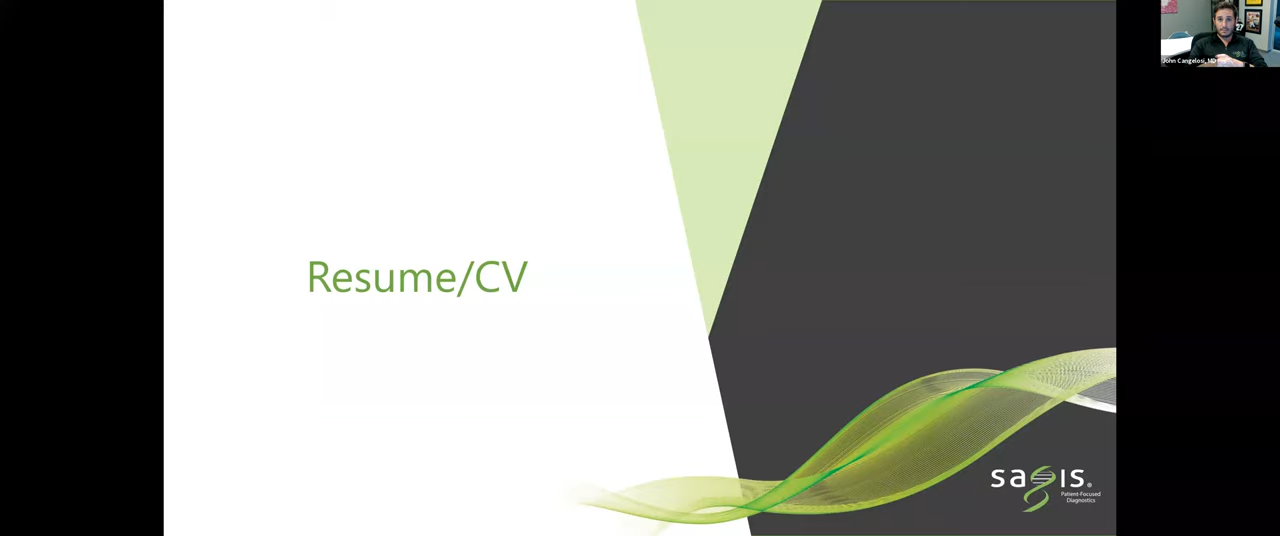 John Cangelosi, MD
Resume/CV
sagis®
Patient-Focused
Diagnostics